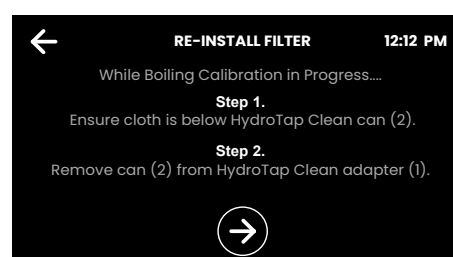 RE-INSTALL FILTER 12:12 PM
While Boiling Calibration in Progress....
Step 1.
Ensure cloth is below HydroTap Clean can (2).
Step 2.
Remove can (2) from HydroTap Clean adapter (1).